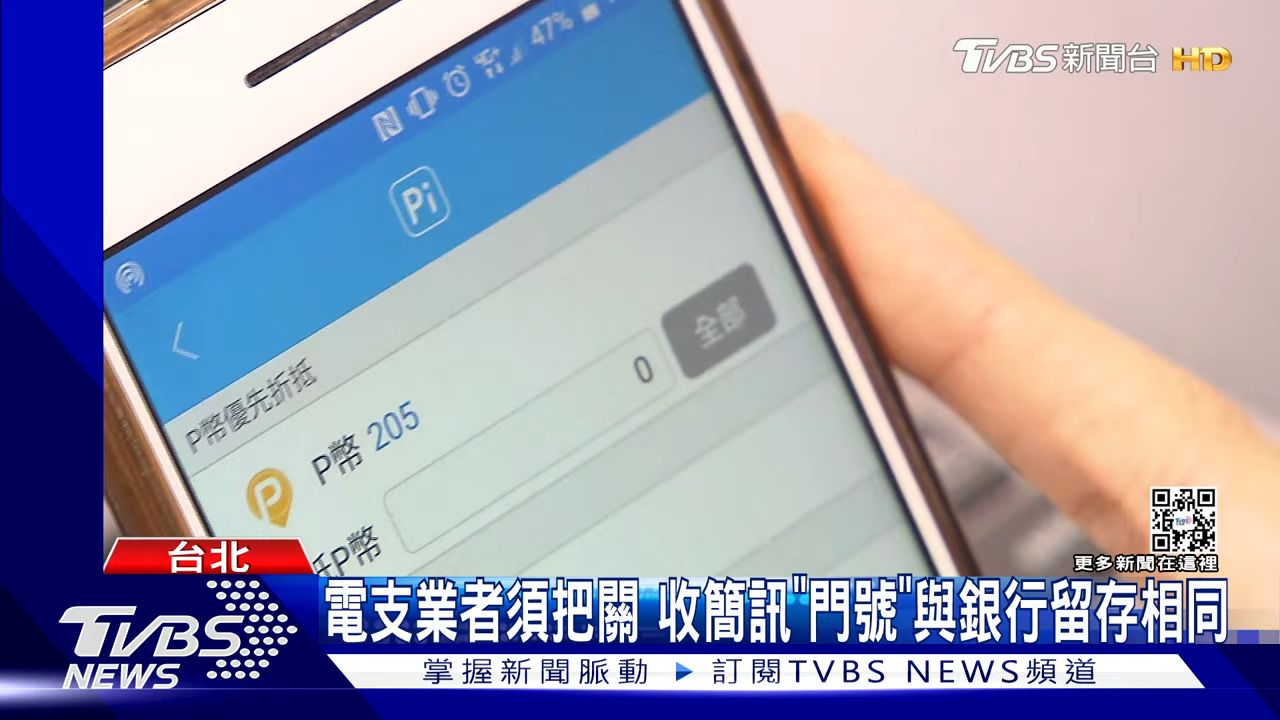 TVBS新聞台 HD
47%
4G+
Pi
全部
0
P幣優先折抵
P幣 205
P
抵P幣
更多新聞在這裡
台北
電支業者須把關 收簡訊"門號"與銀行留存相同
TVBS NEWS
掌握新聞脈動 ▶ 訂閱TVBS NEWS頻道